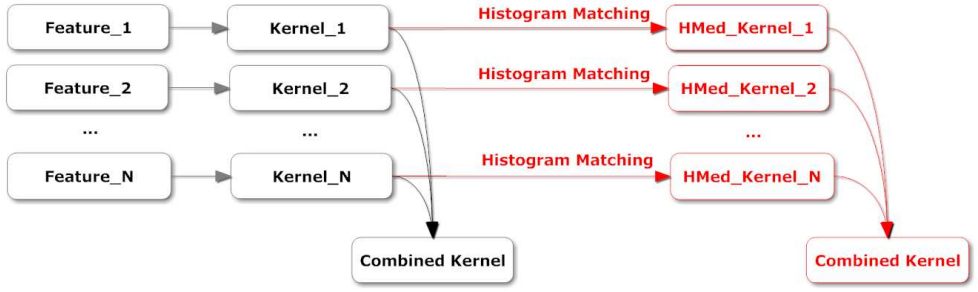 Feature_1
Kernel_1
Histogram Matching
HMed_Kernel_1
Feature_2
Kernel_2
Histogram Matching
HMed_Kernel_2
...
...
...
Feature_N
Kernel_N
Histogram Matching
HMed_Kernel_N
Combined Kernel
Combined Kernel